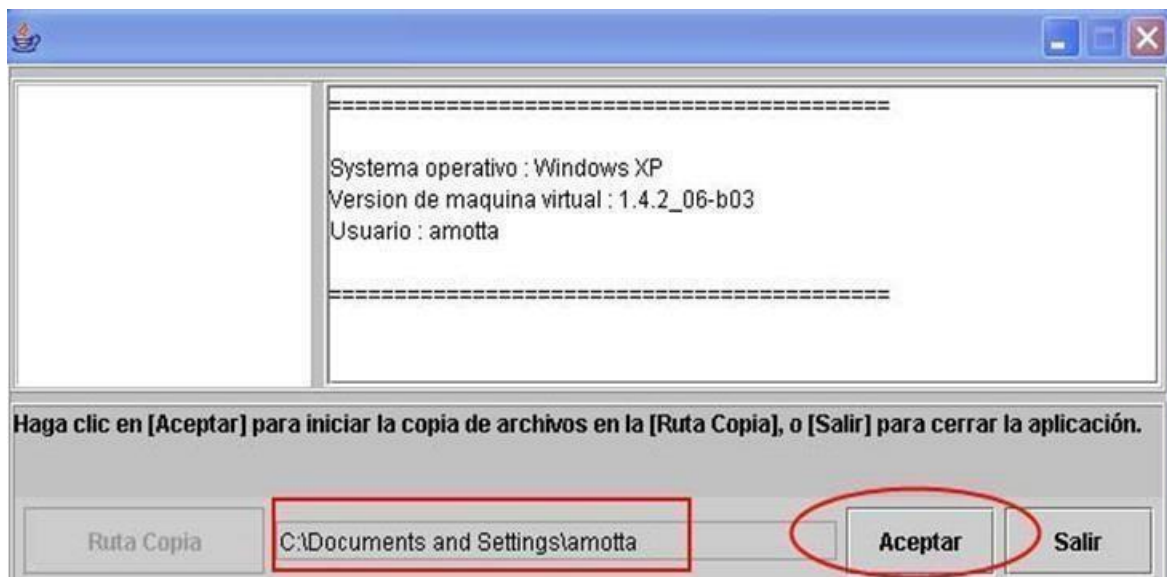 ============================================
Systema operativo : Windows XP
Version de maquina virtual : 1.4.2_06-b03
Usuario : amotta
============================================
Haga clic en [Aceptar] para iniciar la copia de archivos en la [Ruta Copia], o [Salir] para cerrar la aplicación.
Ruta Copia C:\Documents and Settings\amotta Aceptar Salir